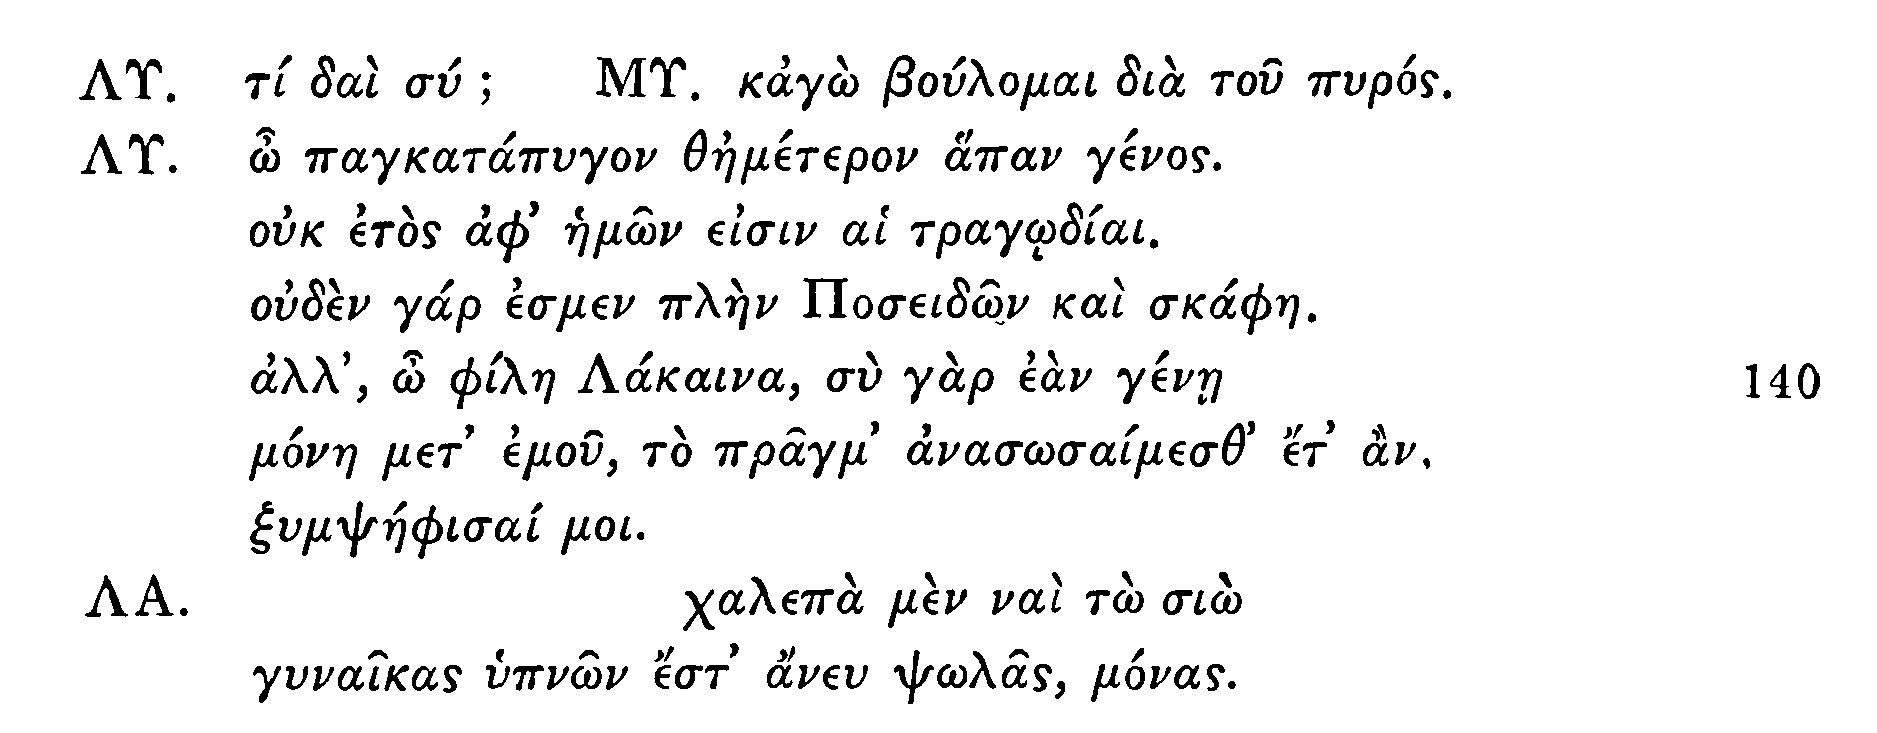 ΛΥ. τί δαὶ σύ; ΜΥ. κἀγὼ βούλομαι διὰ τοῦ πυρός.
ΛΥ. ὦ παγκατάπυγον θἠμέτερον ἅπαν γένος.
οὐκ ἐτὸς ἀφ’ ἡμῶν εἰσιν αἱ τραγῳδίαι.
οὐδὲν γάρ ἐσμεν πλὴν Ποσειδῶν καὶ σκάφη.
ἀλλ’, ὦ φίλη Λάκαινα, σὺ γὰρ ἐὰν γένῃ 140
μόνη μετ’ ἐμοῦ, τὸ πρᾶγμ’ ἀνασωσαίμεσθ’ ἔτ’ ἂν.
ξυμψήφισαί μοι.
ΛΑ. χαλεπὰ μὲν ναὶ τὼ σιὼ
γυναῖκας ὑπνῶν ἔστ’ ἄνευ ψωλᾶς, μόνας.